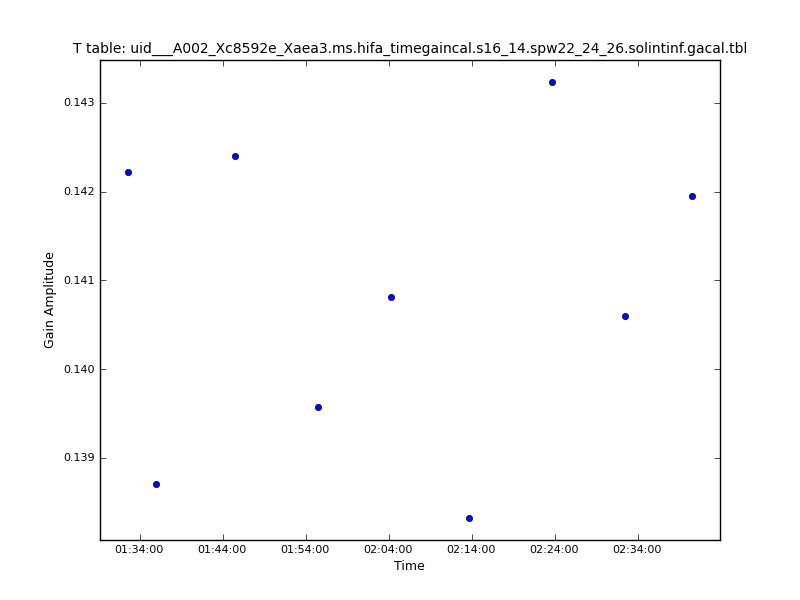 T table: uid___A002_Xc8592e_Xaea3.ms.hifa_timegaincal.s16_14.spw22_24_26.solintinf.gacal.tbl
0.143
0.142
0.141
0.140
0.139
Gain Amplitude
01:34:00 01:44:00 01:54:00 02:04:00 02:14:00 02:24:00 02:34:00
Time